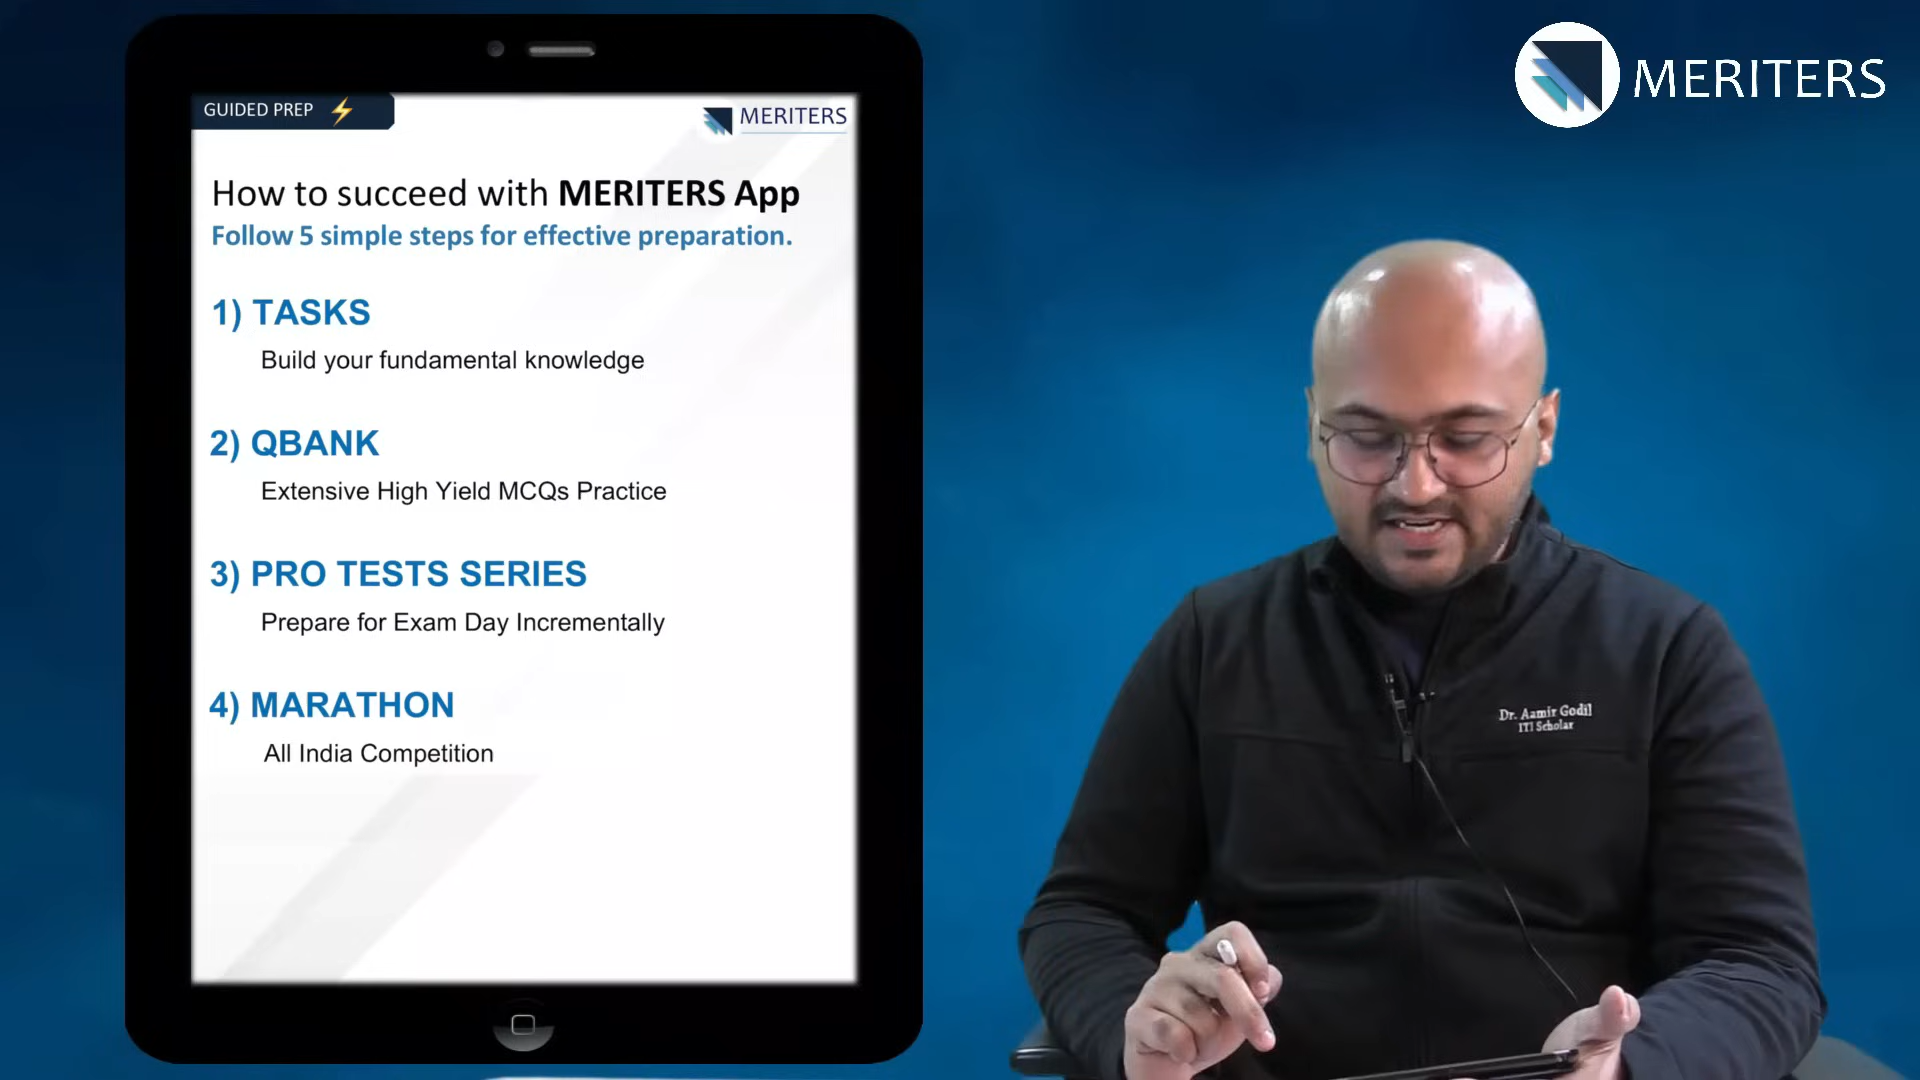 GUIDED PREP
MERITERS
How to succeed with MERITERS App
Follow 5 simple steps for effective preparation.
1) TASKS
Build your fundamental knowledge
2) QBANK
Extensive High Yield MCQs Practice
3) PRO TESTS SERIES
Prepare for Exam Day Incrementally
4) MARATHON
All India Competition
MERITERS
Dr. Aamir Godil
ITI Scholar